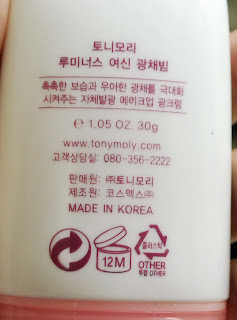 토니모리
루미너스 여신 광채빔
촉촉한 보습과 우아한 광채를 극대화
시켜주는 자체발광 메이크업 광크림
℮ 1.05 OZ, 30g
www.tonymoly.com
고객상담실: 080-356-2222
판매원: ㈜토니모리
제조원: 코스맥스㈜
MADE IN KOREA
12M
플라스틱
OTHER
뚜껑 OTHER